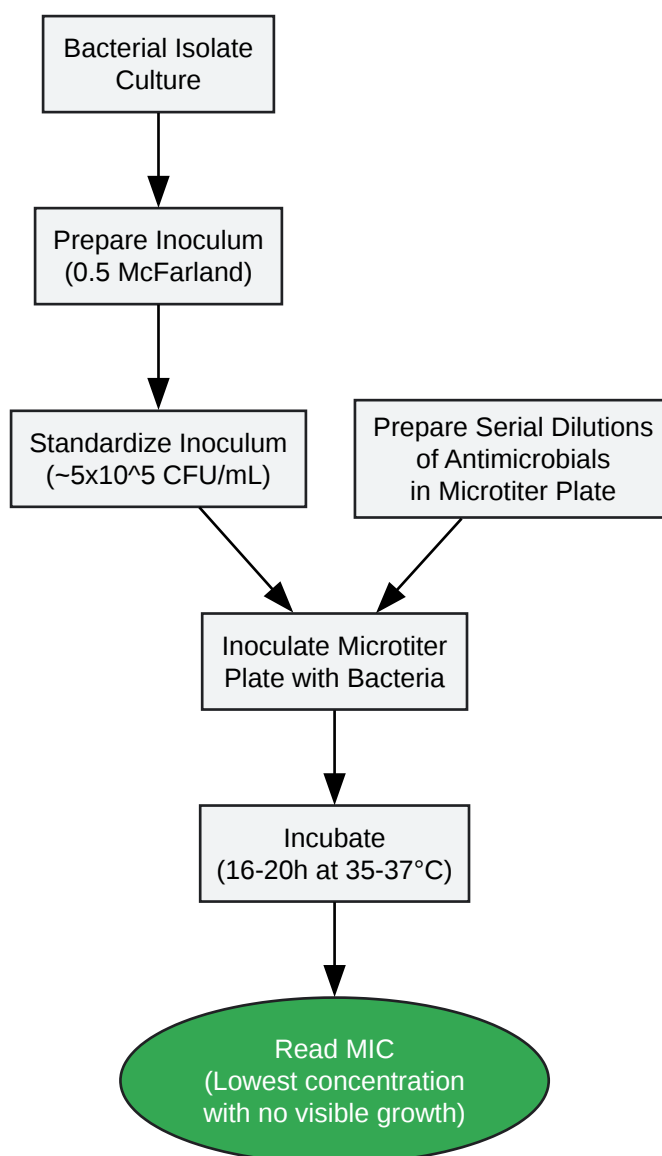 Bacterial Isolate
Culture
Prepare Inoculum
(0.5 McFarland)
Standardize Inoculum
(~5x10^5 CFU/mL)
Prepare Serial Dilutions
of Antimicrobials
in Microtiter Plate
Inoculate Microtiter
Plate with Bacteria
Incubate
(16-20h at 35-37°C)
Read MIC
(Lowest concentration
with no visible growth)